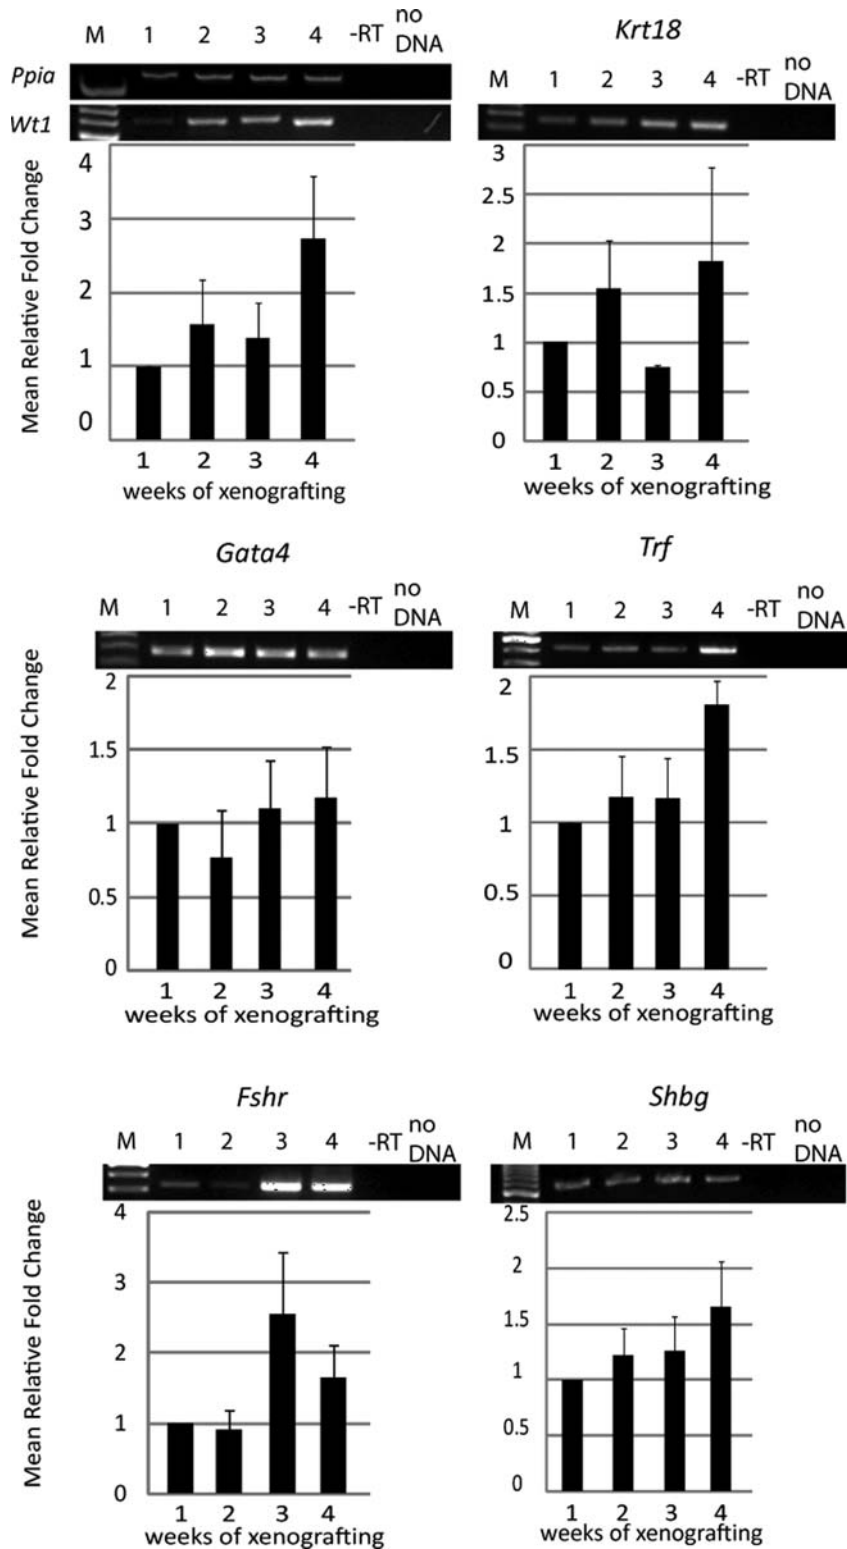 M 1 2 3 4 -RT no DNA
Ppia
Wt1
Mean Relative Fold Change
4
3
2
1
0
1 2 3 4
weeks of xenografting
Krt18
M 1 2 3 4 -RT no DNA
3
2.5
2
1.5
1
0.5
0
1 2 3 4
weeks of xenografting
Gata4
M 1 2 3 4 -RT no DNA
Mean Relative Fold Change
2
1.5
1
0.5
0
1 2 3 4
weeks of xenografting
Trf
M 1 2 3 4 -RT no DNA
2
1.5
1
0.5
0
1 2 3 4
weeks of xenografting
Fshr
M 1 2 3 4 -RT no DNA
Mean Relative Fold Change
4
3
2
1
0
1 2 3 4
weeks of xenografting
Shbg
M 1 2 3 4 -RT no DNA
2.5
2
1.5
1
0.5
0
1 2 3 4
weeks of xenografting